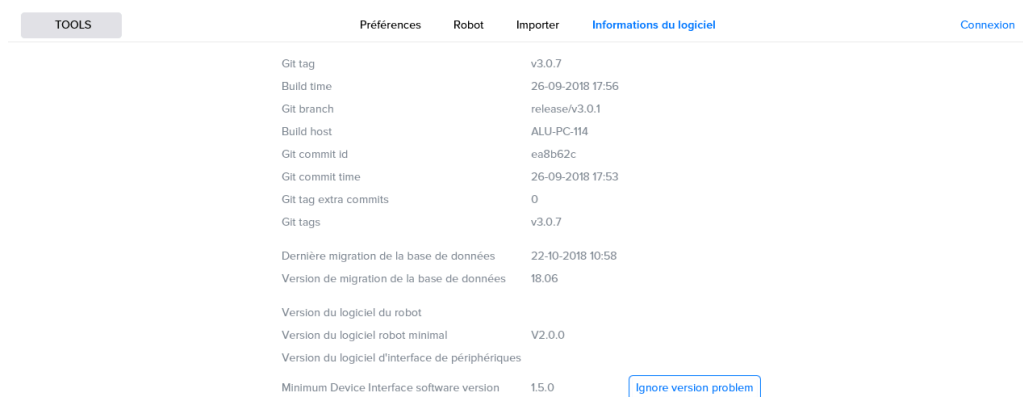 TOOLS Préférences Robot Importer Informations du logiciel Connexion
Git tag v3.0.7
Build time 26-09-2018 17:56
Git branch release/v3.0.1
Build host ALU-PC-114
Git commit id ea8b62c
Git commit time 26-09-2018 17:53
Git tag extra commits 0
Git tags v3.0.7
Dernière migration de la base de données 22-10-2018 10:58
Version de migration de la base de données 18.06
Version du logiciel du robot
Version du logiciel robot minimal V2.0.0
Version du logiciel d'interface de périphériques
Minimum Device Interface software version 1.5.0 Ignore version problem